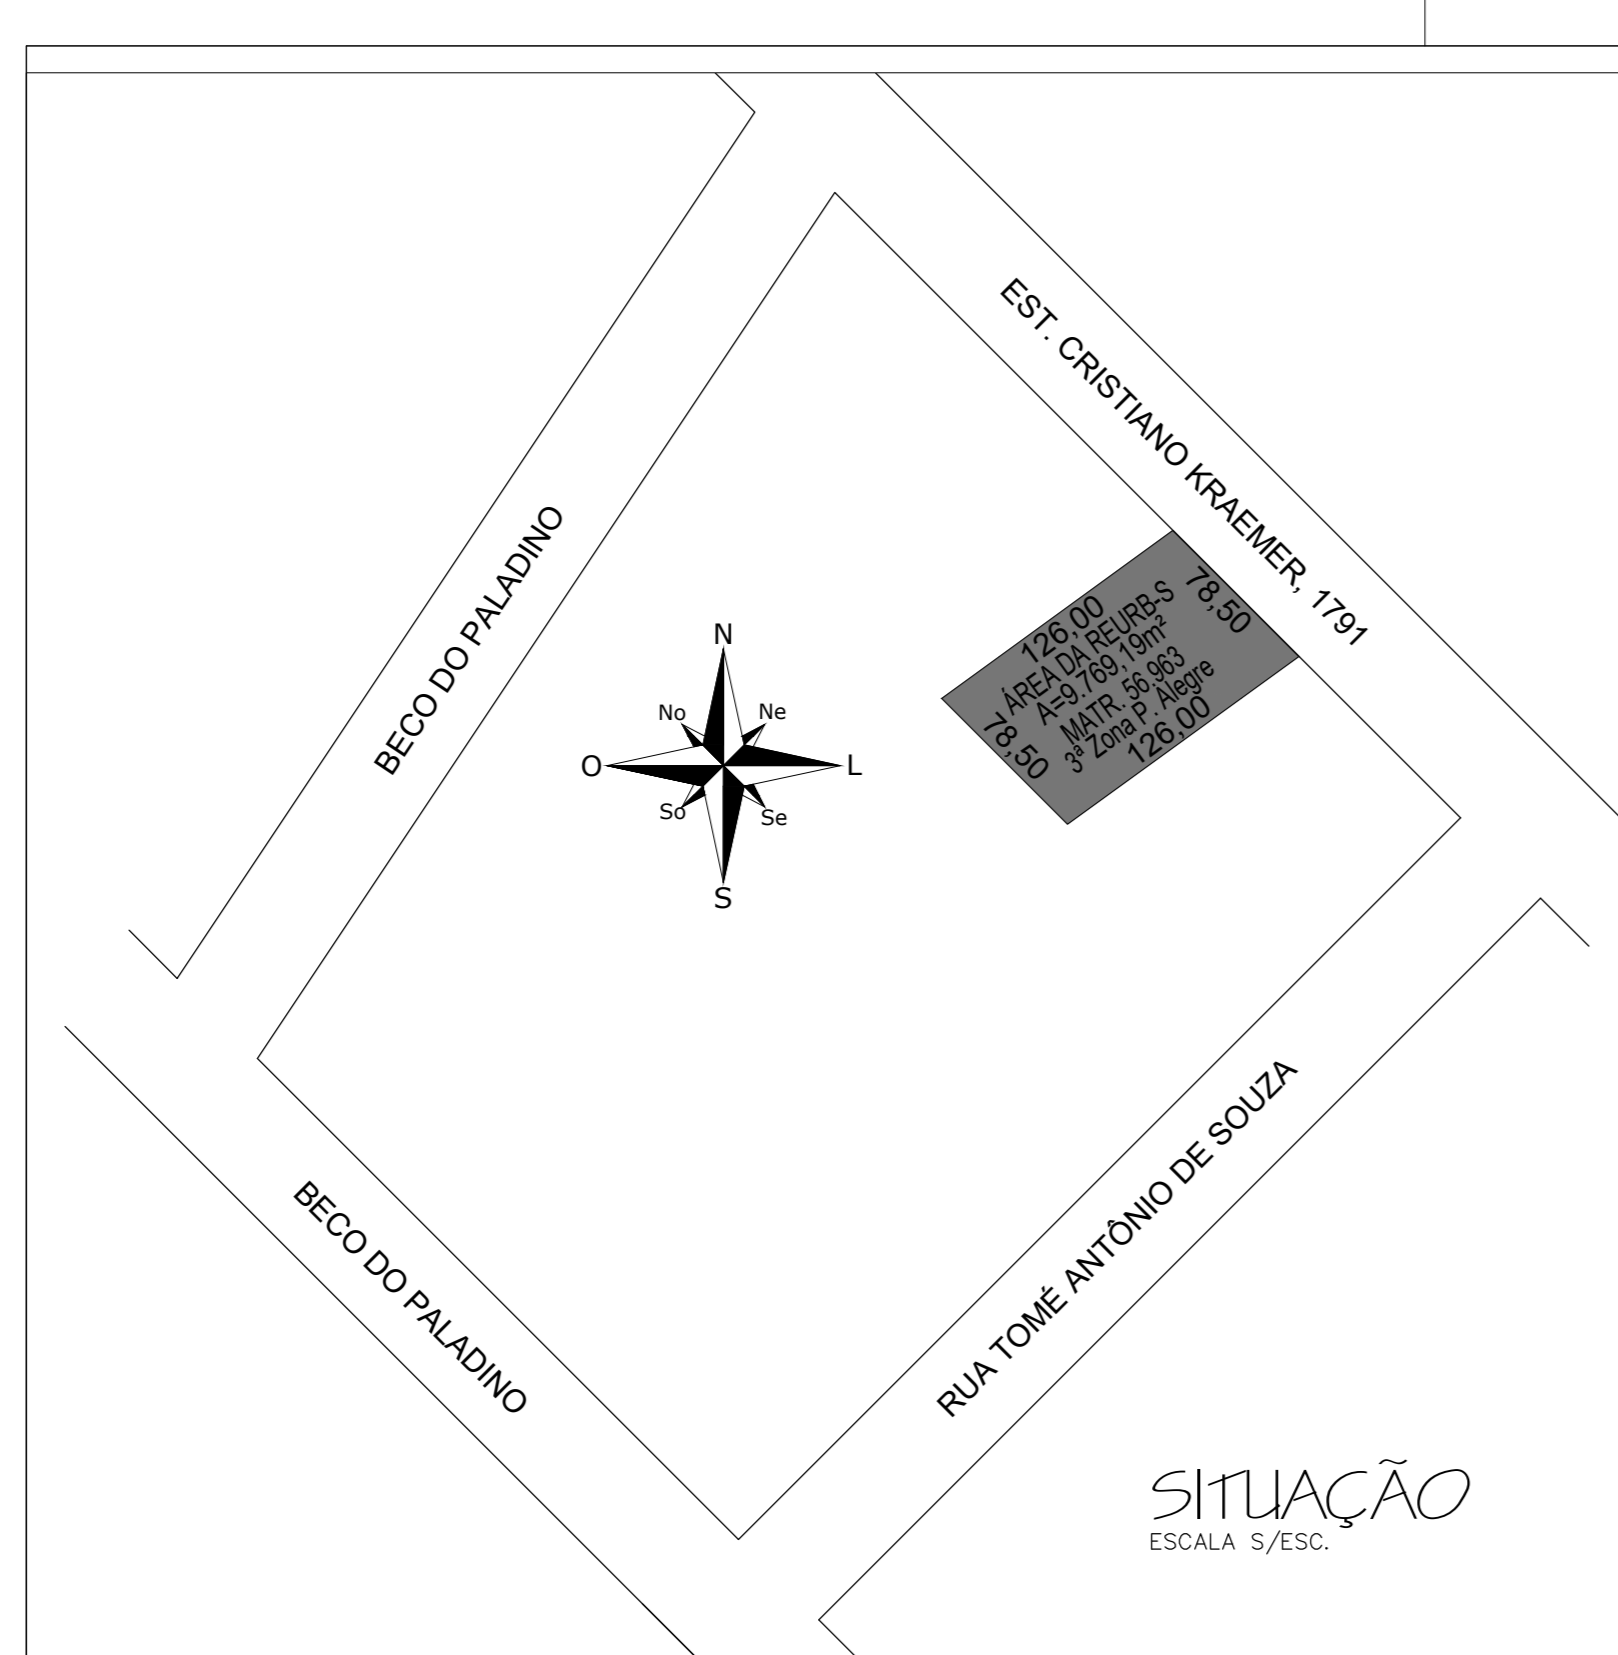 EST. CRISTIANO KRAEMER, 1791
BECO DO PALADINO
126,00
78,50
ÁREA DA REURB-S
A=9.769,19m²
MATR. 56.963
3ª Zona P. Alegre
78,50
126,00
N
No
Ne
O
L
So
Se
S
BECO DO PALADINO
RUA TOMÉ ANTÔNIO DE SOUZA
SITUAÇÃO
ESCALA S/ESC.